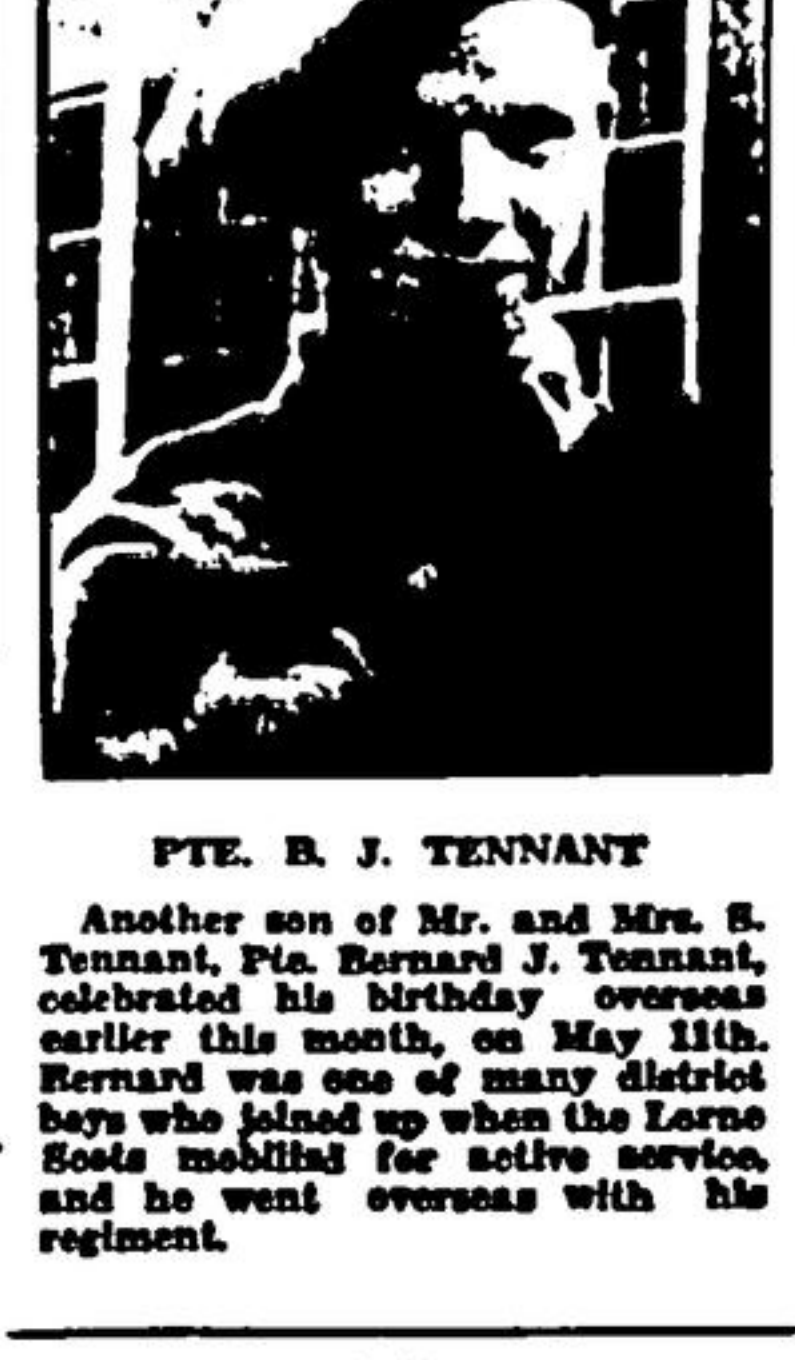 PTE. B. J. TENNANT
Another son of Mr. and Mrs. S.
Tennant, Pte. Bernard J. Tennant,
celebrated his birthday overseas
earlier this month, on May 11th.
Bernard was one of many district
boys who joined up when the Lorne
Scots mobilized for active service,
and he went overseas with his
regiment.